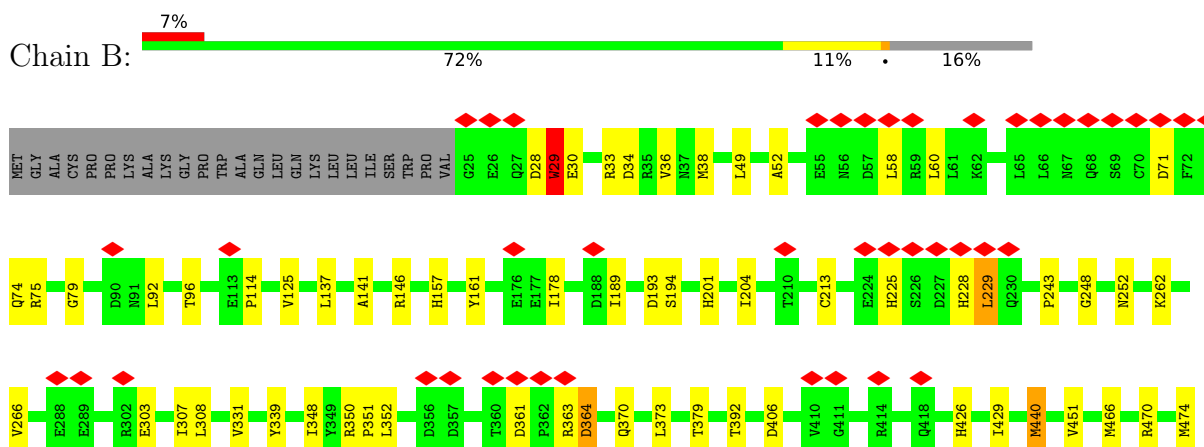 7%
Chain B:
72% 11% • 16%
MET GLY ALA CYS PRO PRO LYS ALA LYS GLY PRO TRP ALA GLN LEU LEU GLN LYS LEU LEU ILE SER TRP PRO VAL G25 E26 Q27 D28 W29 E30 R33 D34 R35 V36 N37 M38 L49 A52 E55 N56 D57 L58 R59 L60 L61 K62 L65 L66 N67 Q68 S69 C70 D71 F72
Q74 R75 G79 D90 N91 L92 T96 E113 P114 V125 L137 A141 R146 H157 Y161 E176 E177 I178 D188 I189 D193 S194 H201 I204 T210 C213 E224 H225 S226 D227 H228 L229 Q230 P243 G248 N252 K262
V266 E288 E289 R302 E303 I307 L308 V331 Y339 I348 Y349 R350 P351 L352 D356 D357 T360 D361 P362 R363 D364 Q370 L373 T379 T392 D406 V410 G411 R414 Q418 H426 I429 M440 V451 M466 R470 M474